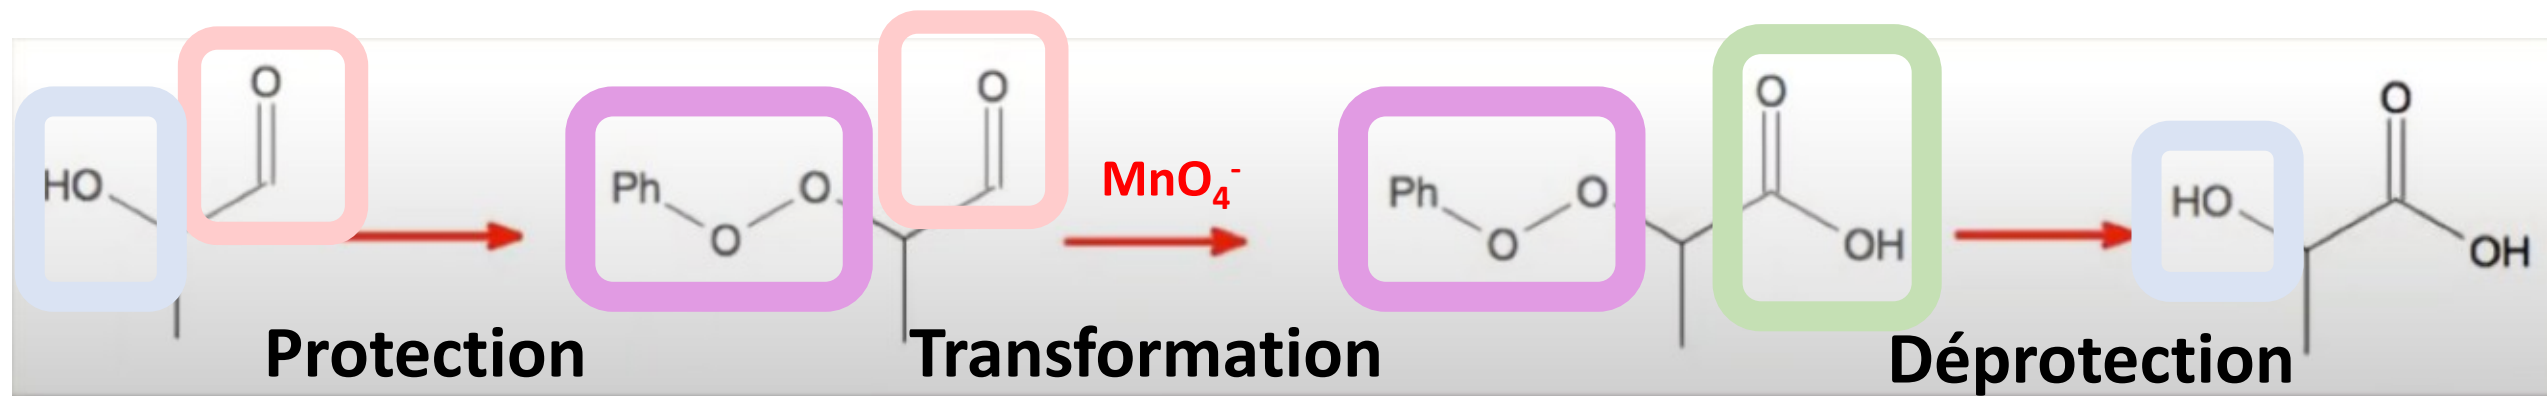 HO
O
Ph
O
O
O
MnO₄⁻
Ph
O
O
O
OH
HO
O
OH
Protection
Transformation
Déprotection